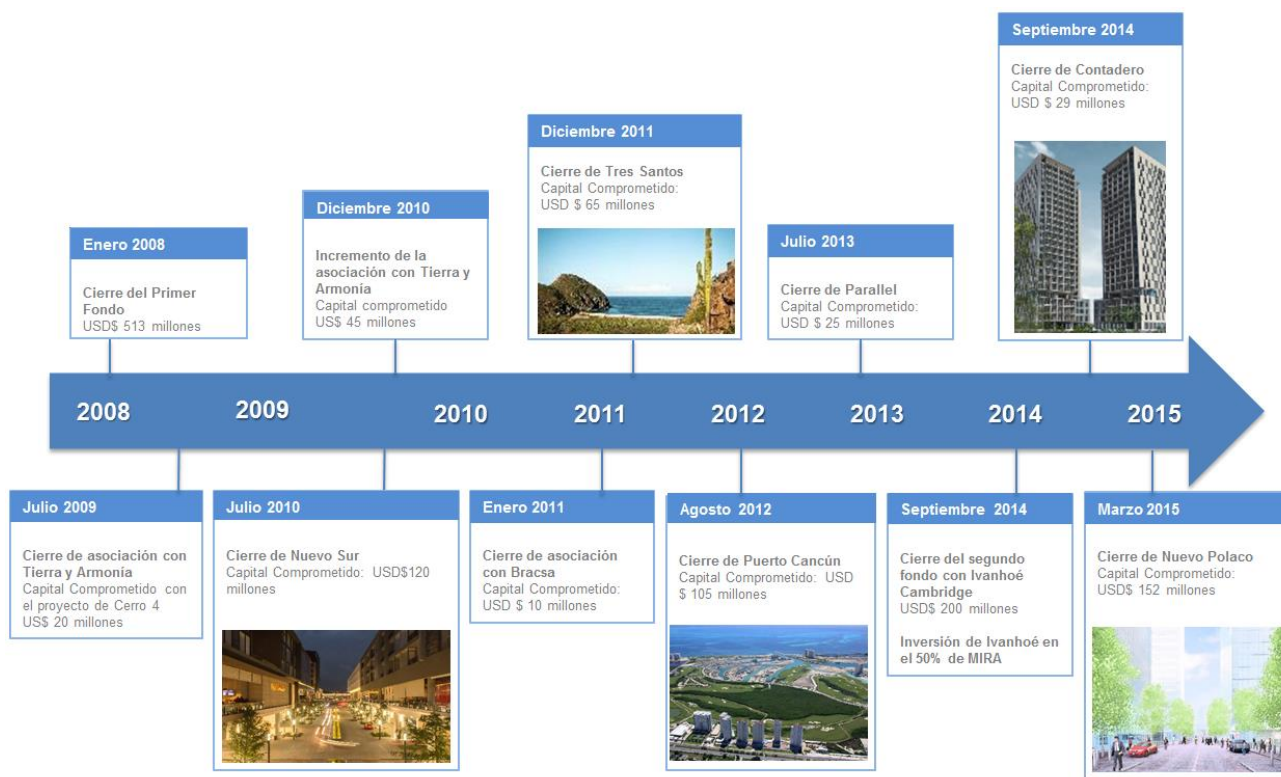 Septiembre 2014
Cierre de Contadero
Capital Comprometido:
USD $ 29 millones
Diciembre 2011
Cierre de Tres Santos
Capital Comprometido:
USD $ 65 millones
Diciembre 2010
Incremento de la
asociación con Tierra y
Armonía
Capital comprometido
US$ 45 millones
Enero 2008
Cierre del Primer
Fondo
USD$ 513 millones
Julio 2013
Cierre de Parallel
Capital Comprometido:
USD $ 25 millones
2008
2009
2010
2011
2012
2013
2014
2015
Julio 2009
Cierre de asociación con
Tierra y Armonía
Capital Comprometido con
el proyecto de Cerro 4
US$ 20 millones
Julio 2010
Cierre de Nuevo Sur
Capital Comprometido: USD$120
millones
Enero 2011
Cierre de asociación
con Bracsa
Capital Comprometido:
USD $ 10 millones
Agosto 2012
Cierre de Puerto Cancún
Capital Comprometido: USD
$ 105 millones
Septiembre 2014
Cierre del segundo
fondo con Ivanhoé
Cambridge
USD$ 200 millones
Inversión de Ivanhoé en
el 50% de MIRA
Marzo 2015
Cierre de Nuevo Polaco
Capital Comprometido:
USD$ 152 millones